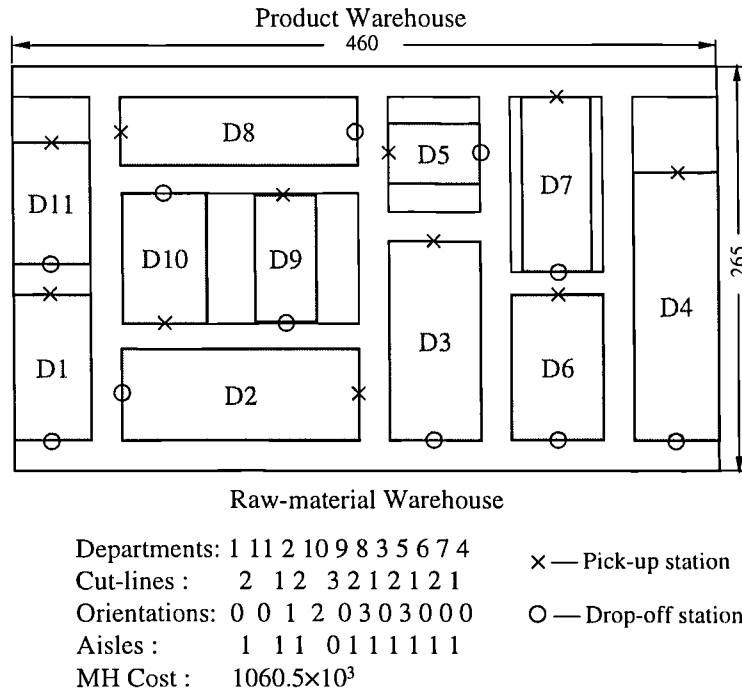 Product Warehouse
460
D8
D5
D7
D11
D10
D9
265
D4
D3
D1
D6
D2
Raw-material Warehouse
Departments: 1 11 2 10 9 8 3 5 6 7 4
Cut-lines : 2 1 2 3 2 1 2 1 2 1
Orientations: 0 0 1 2 0 3 0 3 0 0 0
Aisles : 1 1 1 0 1 1 1 1 1 1
MH Cost : 1060.5×10³
× — Pick-up station
O — Drop-off station